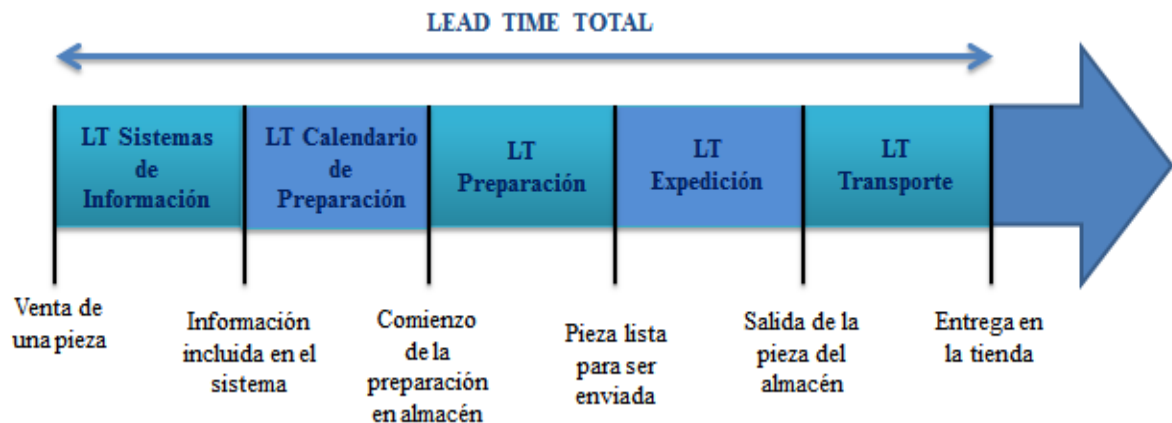 LEAD TIME TOTAL
LT Sistemas
de
Información
LT Calendario
de
Preparación
LT
Preparación
LT
Expedición
LT
Transporte
Venta de
una pieza
Información
incluida en el
sistema
Comienzo
de la
preparación
en almacén
Pieza lista
para ser
enviada
Salida de la
pieza del
almacén
Entrega en
la tienda